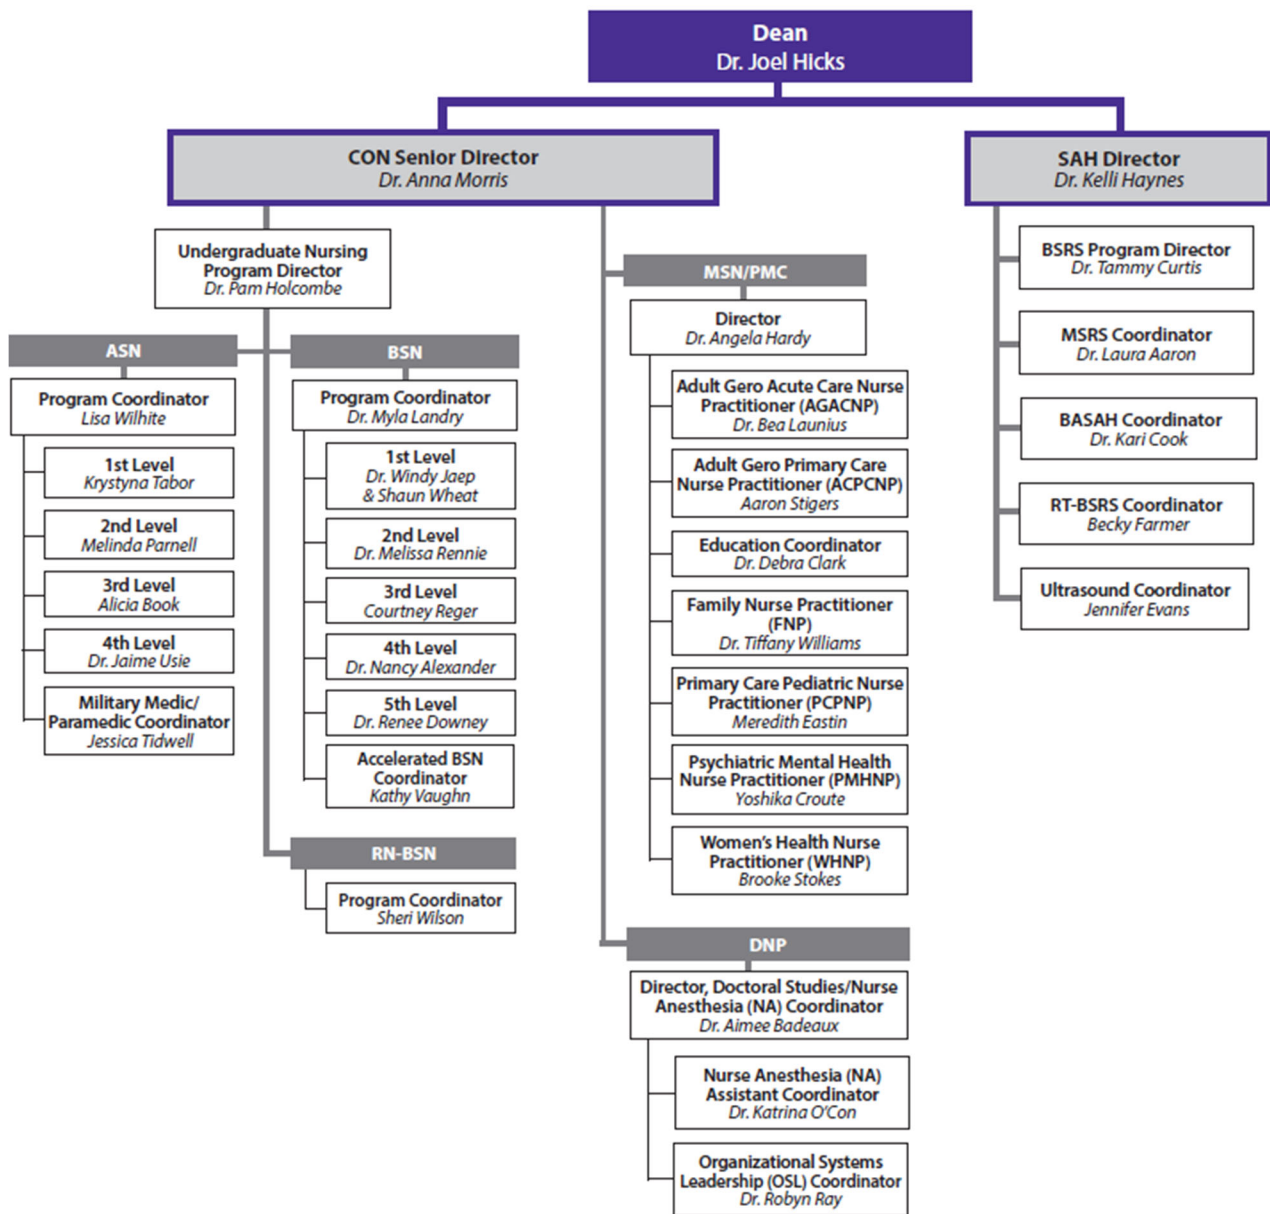 Dean
Dr. Joel Hicks
CON Senior Director
Dr. Anna Morris
SAH Director
Dr. Kelli Haynes
Undergraduate Nursing
Program Director
Dr. Pam Holcombe
ASN
Program Coordinator
Lisa Wilhite
1st Level
Krystyna Tabor
2nd Level
Melinda Parnell
3rd Level
Alicia Book
4th Level
Dr. Jaime Usie
Military Medic/
Paramedic Coordinator
Jessica Tidwell
BSN
Program Coordinator
Dr. Myla Landry
1st Level
Dr. Windy Jaep
& Shaun Wheat
2nd Level
Dr. Melissa Rennie
3rd Level
Courtney Reger
4th Level
Dr. Nancy Alexander
5th Level
Dr. Renee Downey
Accelerated BSN
Coordinator
Kathy Vaughn
RN-BSN
Program Coordinator
Sheri Wilson
MSN/PMC
Director
Dr. Angela Hardy
Adult Gero Acute Care Nurse
Practitioner (AGACNP)
Dr. Bea Launius
Adult Gero Primary Care
Nurse Practitioner (ACPCNP)
Aaron Stigers
Education Coordinator
Dr. Debra Clark
Family Nurse Practitioner
(FNP)
Dr. Tiffany Williams
Primary Care Pediatric Nurse
Practitioner (PCPNP)
Meredith Eastin
Psychiatric Mental Health
Nurse Practitioner (PMHNP)
Yoshika Croute
Women's Health Nurse
Practitioner (WHNP)
Brooke Stokes
DNP
Director, Doctoral Studies/Nurse
Anesthesia (NA) Coordinator
Dr. Aimee Badeaux
Nurse Anesthesia (NA)
Assistant Coordinator
Dr. Katrina O'Con
Organizational Systems
Leadership (OSL) Coordinator
Dr. Robyn Ray
BSRS Program Director
Dr. Tammy Curtis
MSRS Coordinator
Dr. Laura Aaron
BASAH Coordinator
Dr. Kari Cook
RT-BSRS Coordinator
Becky Farmer
Ultrasound Coordinator
Jennifer Evans